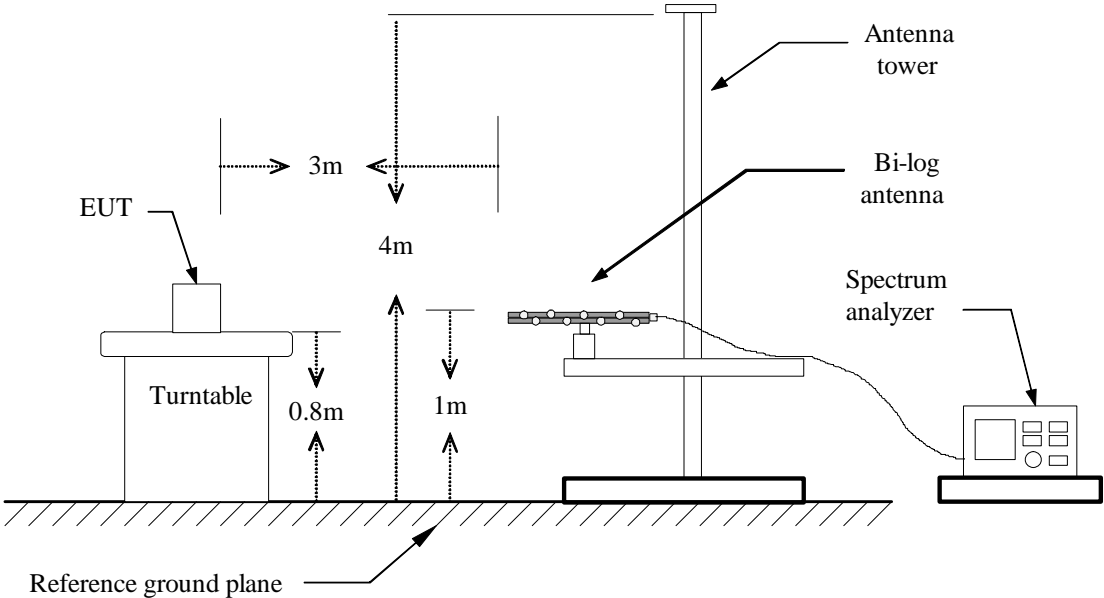 Antenna
tower
3m
Bi-log
antenna
EUT
4m
Spectrum
analyzer
Turntable
0.8m
1m
Reference ground plane